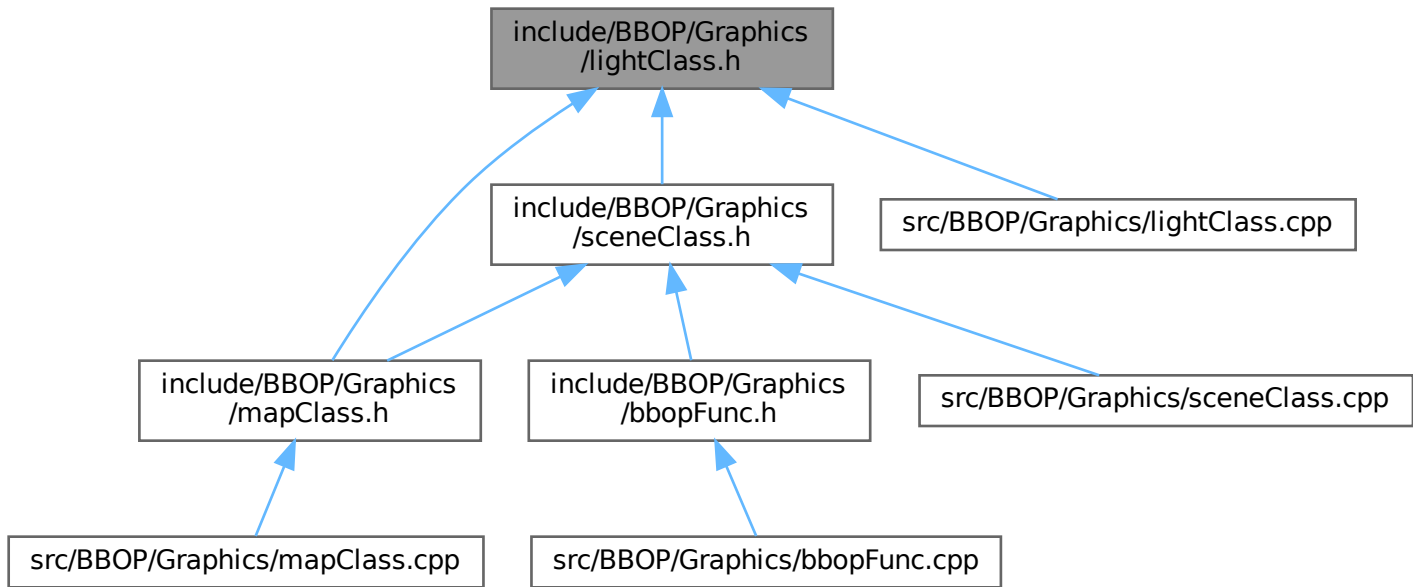 include/BBOP/Graphics
/lightClass.h
include/BBOP/Graphics
/sceneClass.h
src/BBOP/Graphics/lightClass.cpp
include/BBOP/Graphics
/mapClass.h
include/BBOP/Graphics
/bbopFunc.h
src/BBOP/Graphics/sceneClass.cpp
src/BBOP/Graphics/mapClass.cpp
src/BBOP/Graphics/bbopFunc.cpp